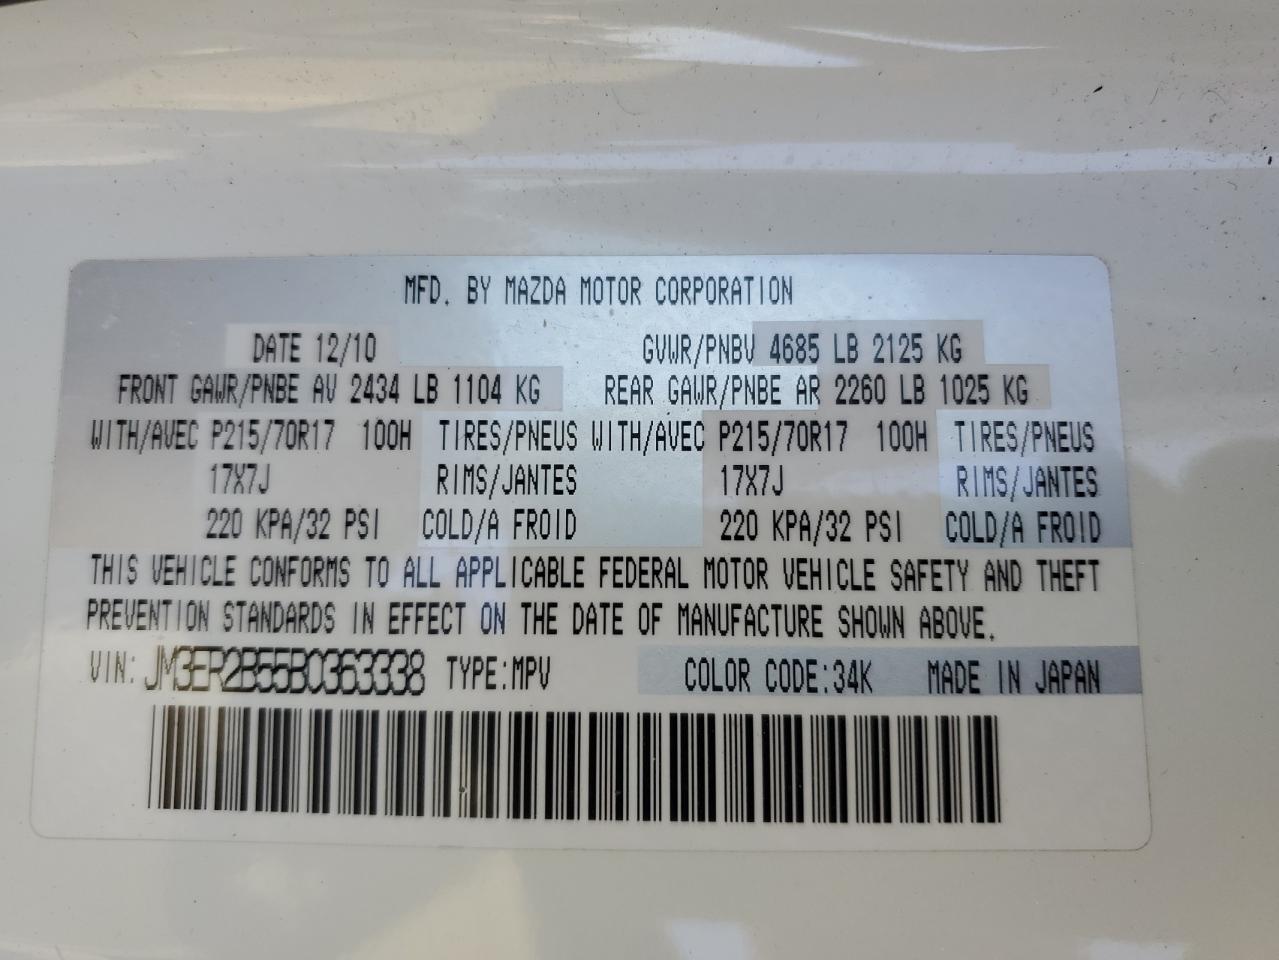 MFD. BY MAZDA MOTOR CORPORATION
DATE 12/10 GVWR/PNBV 4685 LB 2125 KG
FRONT GAWR/PNBE AV 2434 LB 1104 KG REAR GAWR/PNBE AR 2260 LB 1025 KG
WITH/AVEC P215/70R17 100H TIRES/PNEUS WITH/AVEC P215/70R17 100H TIRES/PNEUS
17X7J RIMS/JANTES 17X7J RIMS/JANTES
220 KPA/32 PSI COLD/A FROID 220 KPA/32 PSI COLD/A FROID
THIS VEHICLE CONFORMS TO ALL APPLICABLE FEDERAL MOTOR VEHICLE SAFETY AND THEFT
PREVENTION STANDARDS IN EFFECT ON THE DATE OF MANUFACTURE SHOWN ABOVE.
VIN: JM3ER2B55B0363338 TYPE:MPV COLOR CODE:34K MADE IN JAPAN